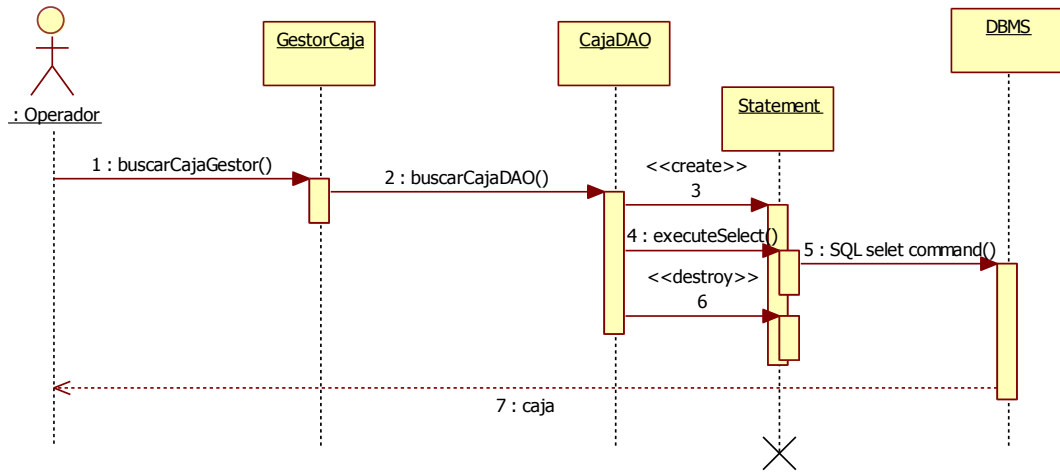 GestorCaja
CajaDAO
DBMS
Statement
: Operador
1 : buscarCajaGestor()
2 : buscarCajaDAO()
<<create>>
3
4 : executeSelect()
5 : SQL selet command()
<<destroy>>
6
7 : caja